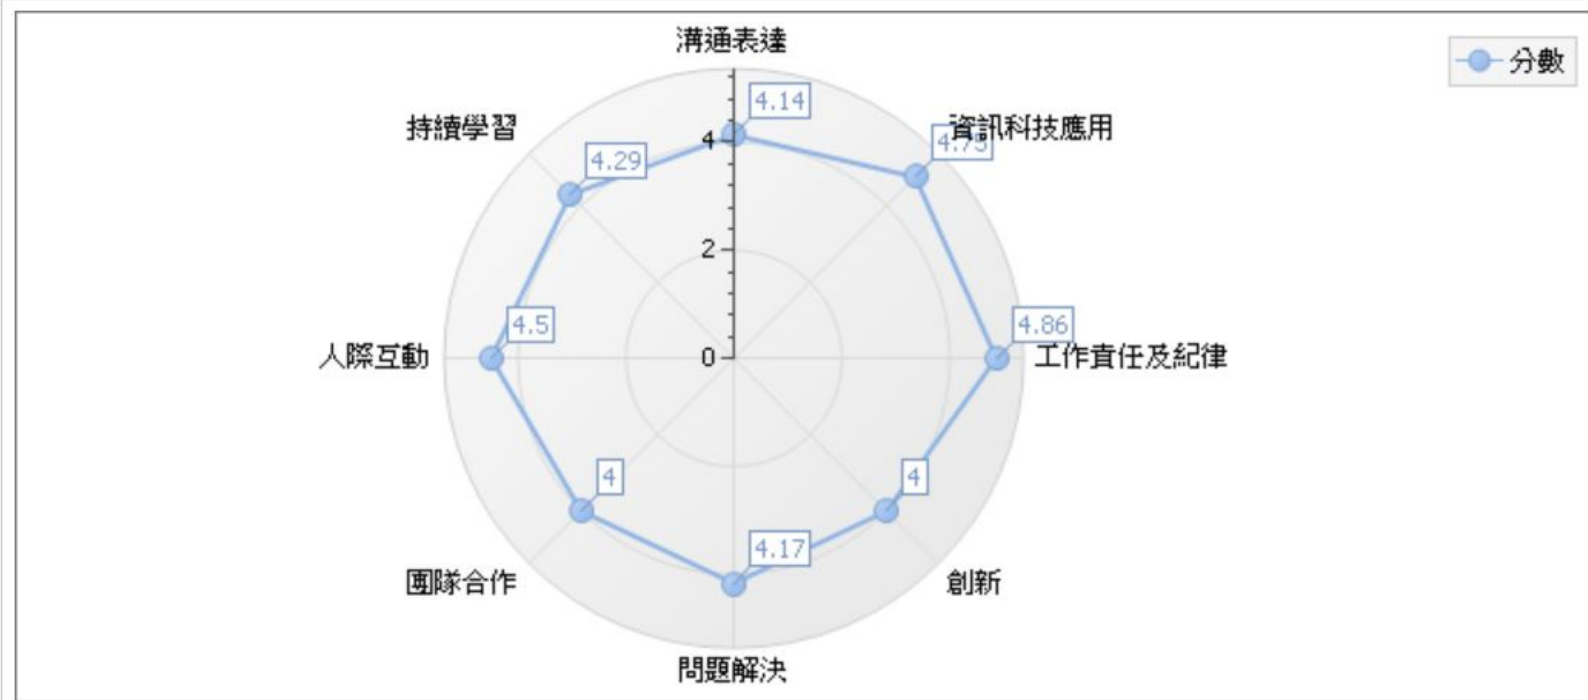 溝通表達
分數
4.14
持續學習
資訊科技應用
4.75
4.29
4
2
4.5
4.86
人際互動
0
工作責任及紀律
4
4
4.17
團隊合作
創新
問題解決